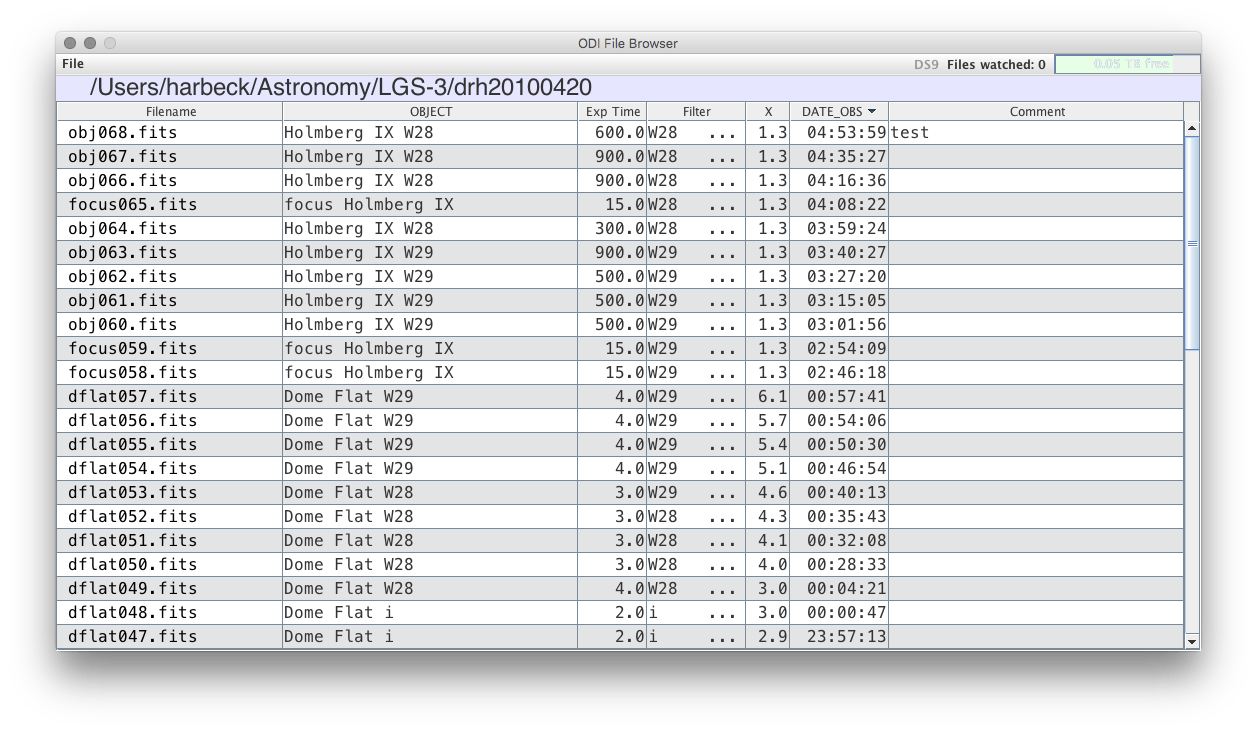 ODI File Browser
File DS9 Files watched: 0 0.05 TB free
/Users/harbeck/Astronomy/LGS-3/drh20100420
Filename OBJECT Exp Time Filter X DATE_OBS Comment
obj068.fits Holmberg IX W28 600.0 W28 ... 1.3 04:53:59 test
obj067.fits Holmberg IX W28 900.0 W28 ... 1.3 04:35:27
obj066.fits Holmberg IX W28 900.0 W28 ... 1.3 04:16:36
focus065.fits focus Holmberg IX 15.0 W28 ... 1.3 04:08:22
obj064.fits Holmberg IX W28 300.0 W28 ... 1.3 03:59:24
obj063.fits Holmberg IX W29 900.0 W29 ... 1.3 03:40:27
obj062.fits Holmberg IX W29 500.0 W29 ... 1.3 03:27:20
obj061.fits Holmberg IX W29 500.0 W29 ... 1.3 03:15:05
obj060.fits Holmberg IX W29 500.0 W29 ... 1.3 03:01:56
focus059.fits focus Holmberg IX 15.0 W29 ... 1.3 02:54:09
focus058.fits focus Holmberg IX 15.0 W29 ... 1.3 02:46:18
dflat057.fits Dome Flat W29 4.0 W29 ... 6.1 00:57:41
dflat056.fits Dome Flat W29 4.0 W29 ... 5.7 00:54:06
dflat055.fits Dome Flat W29 4.0 W29 ... 5.4 00:50:30
dflat054.fits Dome Flat W29 4.0 W29 ... 5.1 00:46:54
dflat053.fits Dome Flat W28 3.0 W29 ... 4.6 00:40:13
dflat052.fits Dome Flat W28 3.0 W28 ... 4.3 00:35:43
dflat051.fits Dome Flat W28 3.0 W28 ... 4.1 00:32:08
dflat050.fits Dome Flat W28 3.0 W28 ... 4.0 00:28:33
dflat049.fits Dome Flat W28 4.0 W28 ... 3.0 00:04:21
dflat048.fits Dome Flat i 2.0 i ... 3.0 00:00:47
dflat047.fits Dome Flat i 2.0 i ... 2.9 23:57:13